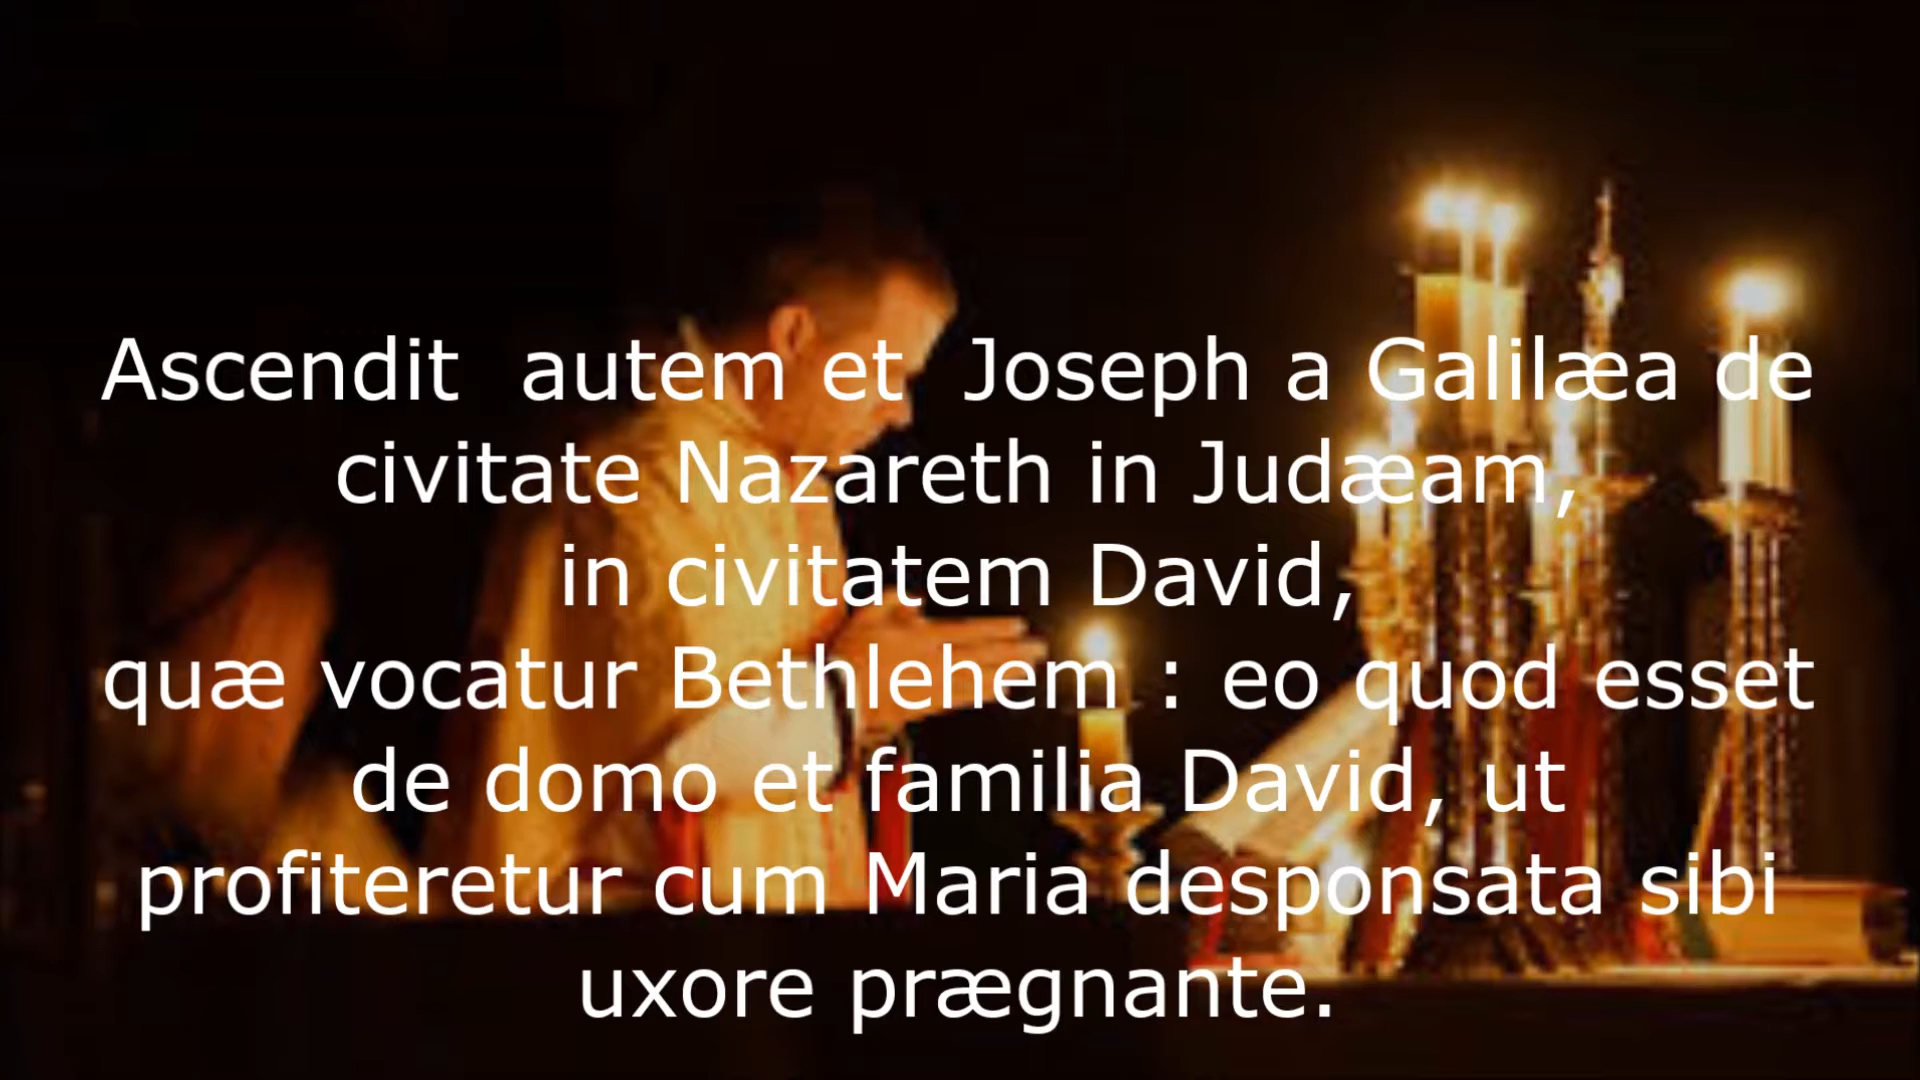 Ascendit autem et Joseph a Galilæa de
civitate Nazareth in Judæam,
in civitatem David,
quæ vocatur Bethlehem : eo quod esset
de domo et familia David, ut
profiteretur cum Maria desponsata sibi
uxore prægnante.